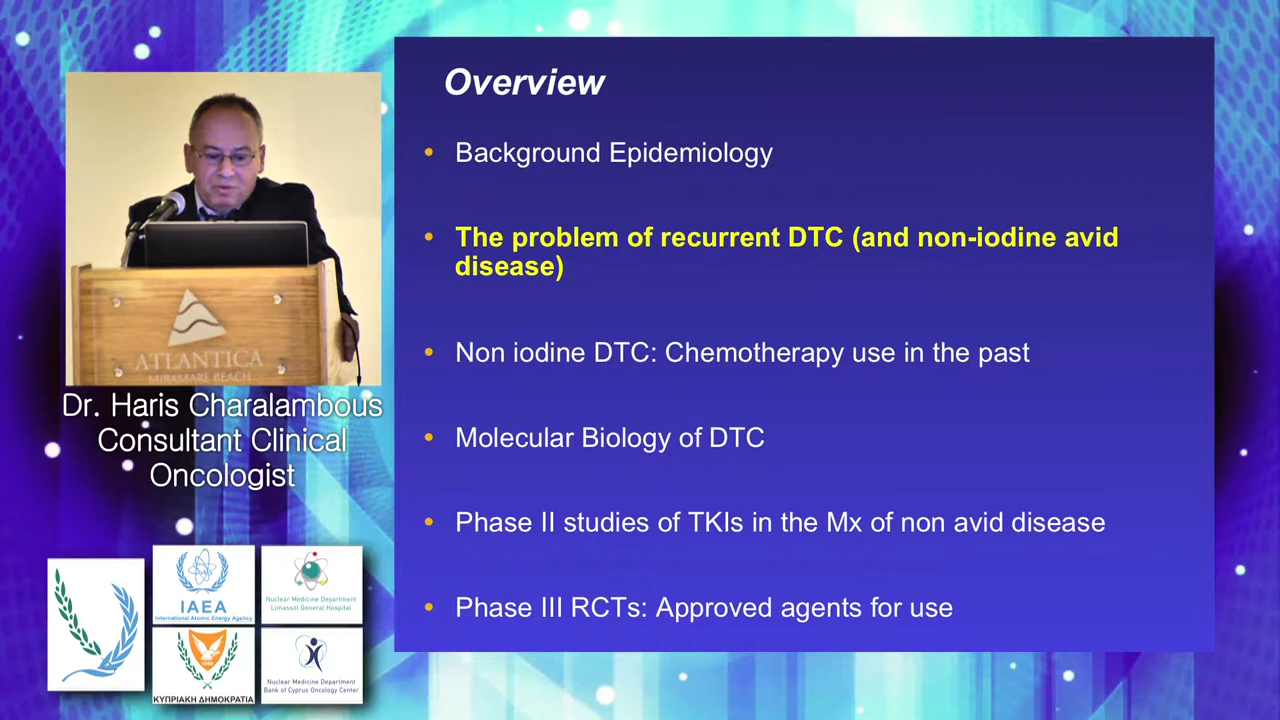 Overview
• Background Epidemiology
• The problem of recurrent DTC (and non-iodine avid
disease)
• Non iodine DTC: Chemotherapy use in the past
• Molecular Biology of DTC
• Phase II studies of TKIs in the Mx of non avid disease
• Phase III RCTs: Approved agents for use
ATLANTICA
MIRAMARE BEACH
Dr. Haris Charalambous
Consultant Clinical
Oncologist
IAEA
International Atomic Energy Agency
Nuclear Medicine Department
Limassol General Hospital
1960
ΚΥΠΡΙΑΚΗ ΔΗΜΟΚΡΑΤΙΑ
Nuclear Medicine Department
Bank of Cyprus Oncology Center